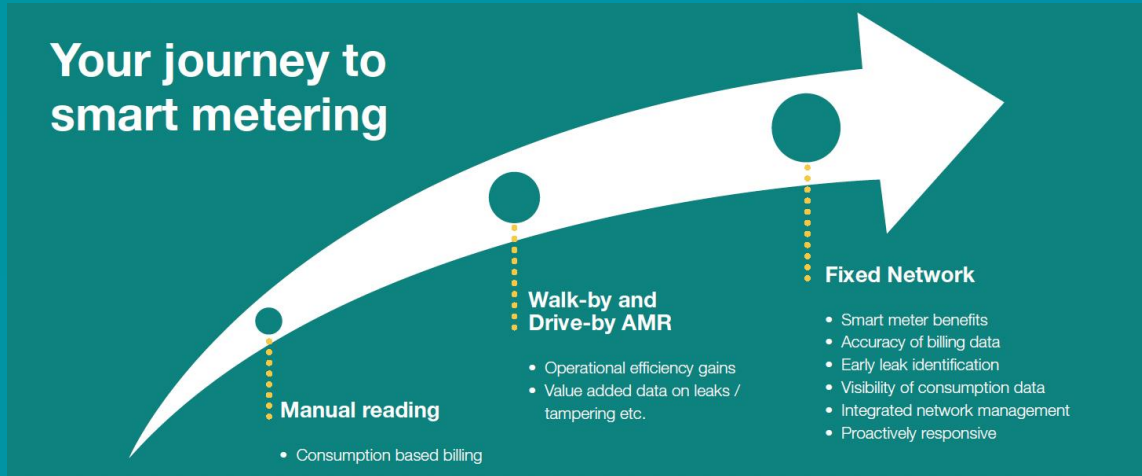 Your journey to
smart metering
Manual reading
• Consumption based billing
Walk-by and
Drive-by AMR
• Operational efficiency gains
• Value added data on leaks /
tampering etc.
Fixed Network
• Smart meter benefits
• Accuracy of billing data
• Early leak identification
• Visibility of consumption data
• Integrated network management
• Proactively responsive